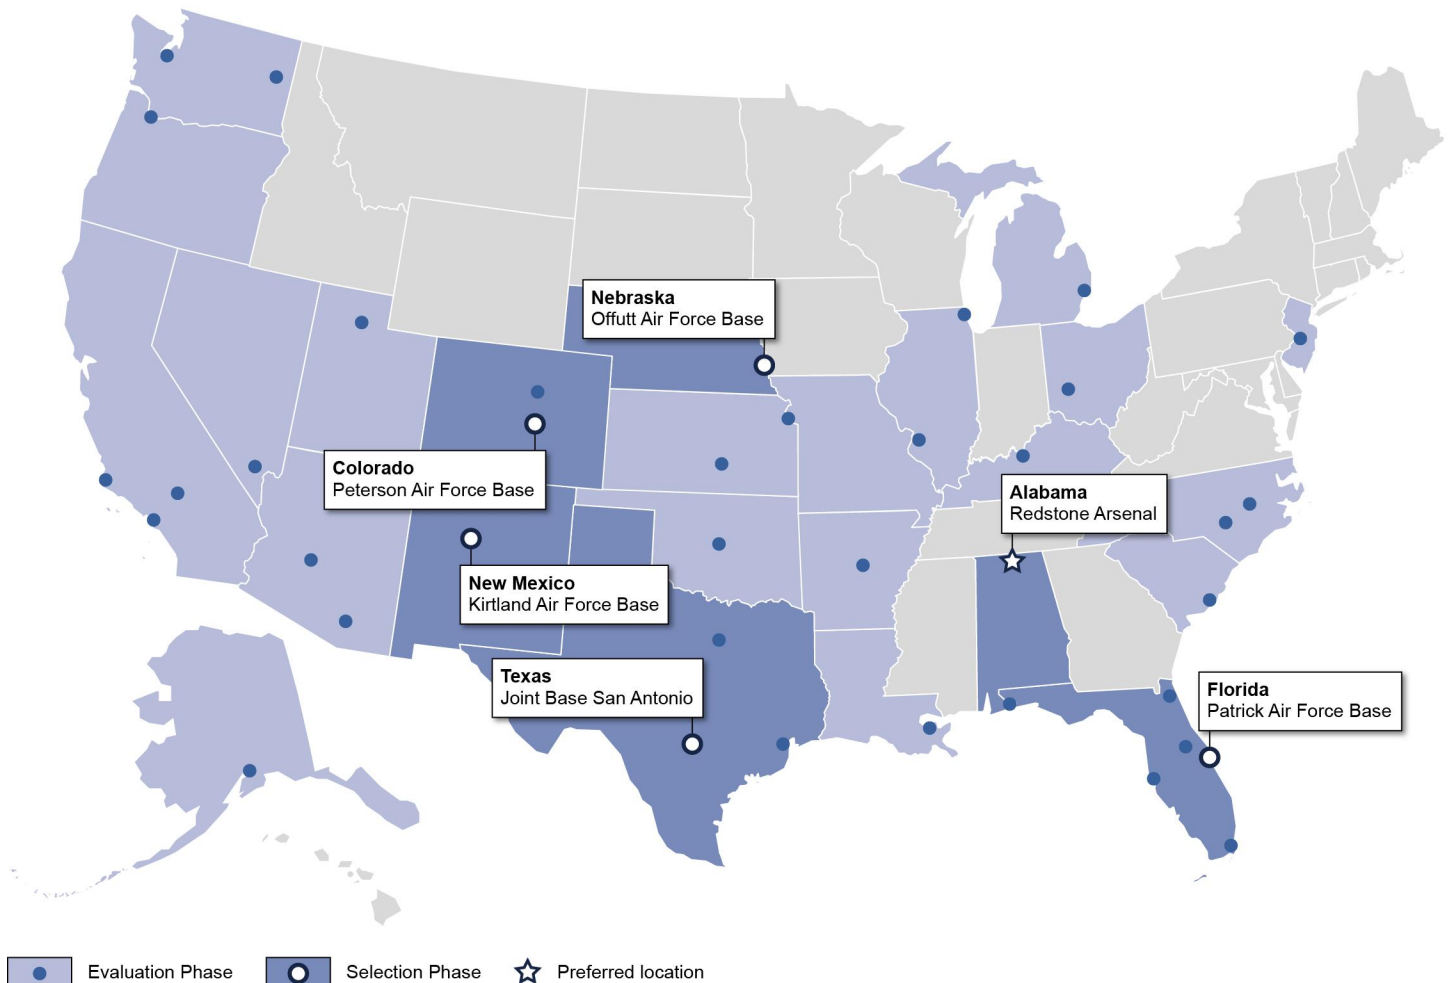 Nebraska
Offutt Air Force Base
Colorado
Peterson Air Force Base
Alabama
Redstone Arsenal
New Mexico
Kirtland Air Force Base
Texas
Joint Base San Antonio
Florida
Patrick Air Force Base
Evaluation Phase
Selection Phase
Preferred location